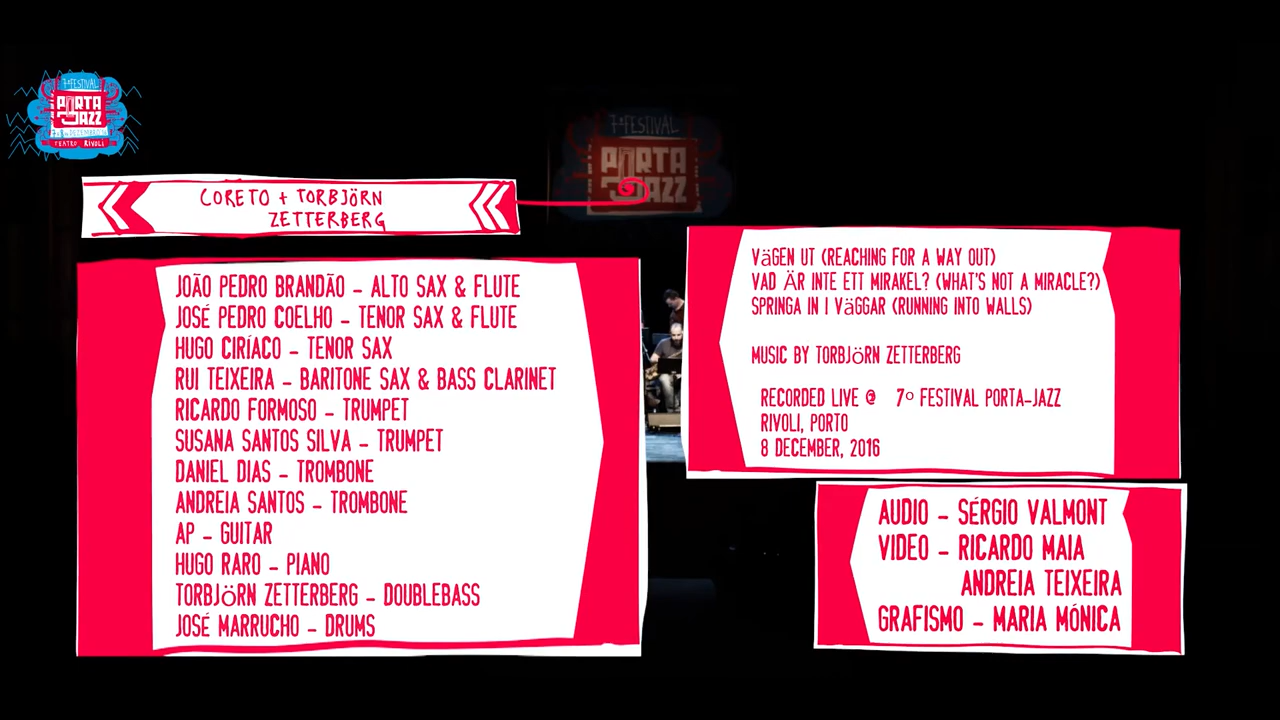 7º FESTIVAL
PORTA
JAZZ
TEATRO RIVOLI
7º FESTIVAL
PORTA
JAZZ
CORETO + TORBJÖRN
ZETTERBERG
JOÃO PEDRO BRANDÃO – ALTO SAX & FLUTE
JOSÉ PEDRO COELHO – TENOR SAX & FLUTE
HUGO CIRÍACO – TENOR SAX
RUI TEIXEIRA – BARITONE SAX & BASS CLARINET
RICARDO FORMOSO – TRUMPET
SUSANA SANTOS SILVA – TRUMPET
DANIEL DIAS – TROMBONE
ANDREIA SANTOS – TROMBONE
AP – GUITAR
HUGO RARO – PIANO
TORBJÖRN ZETTERBERG – DOUBLEBASS
JOSÉ MARRUCHO – DRUMS
VäGEN UT (REACHING FOR A WAY OUT)
VAD ÄR INTE ETT MIRAKEL? (WHAT'S NOT A MIRACLE?)
SPRINGA IN I VäGGAR (RUNNING INTO WALLS)
MUSIC BY TORBJÖRN ZETTERBERG
RECORDED LIVE @ 7º FESTIVAL PORTA-JAZZ
RIVOLI, PORTO
8 DECEMBER, 2016
AUDIO – SÉRGIO VALMONT
VIDEO – RICARDO MAIA
ANDREIA TEIXEIRA
GRAFISMO – MARIA MÓNICA